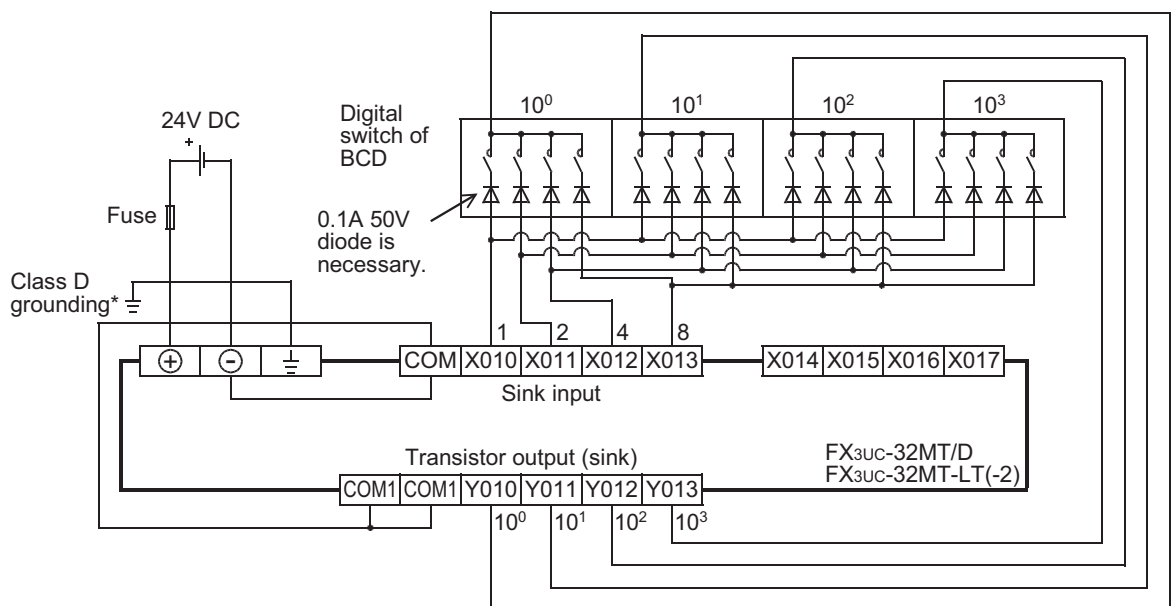 10⁰ 10¹ 10² 10³
Digital
switch of
BCD
24V DC
+
Fuse
0.1A 50V
diode is
necessary.
Class D
grounding*
1 2 4 8
+ - COM X010 X011 X012 X013 X014 X015 X016 X017
Sink input
Transistor output (sink)
FX3UC-32MT/D
FX3UC-32MT-LT(-2)
COM1 COM1 Y010 Y011 Y012 Y013
10⁰ 10¹ 10² 10³